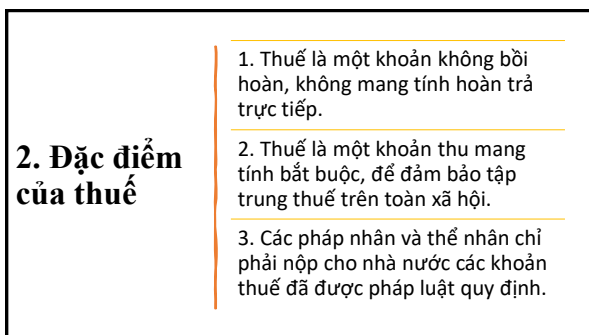 2. Đặc điểm
của thuế
1. Thuế là một khoản không bồi
hoàn, không mang tính hoàn trả
trực tiếp.
2. Thuế là một khoản thu mang
tính bắt buộc, để đảm bảo tập
trung thuế trên toàn xã hội.
3. Các pháp nhân và thể nhân chỉ
phải nộp cho nhà nước các khoản
thuế đã được pháp luật quy định.